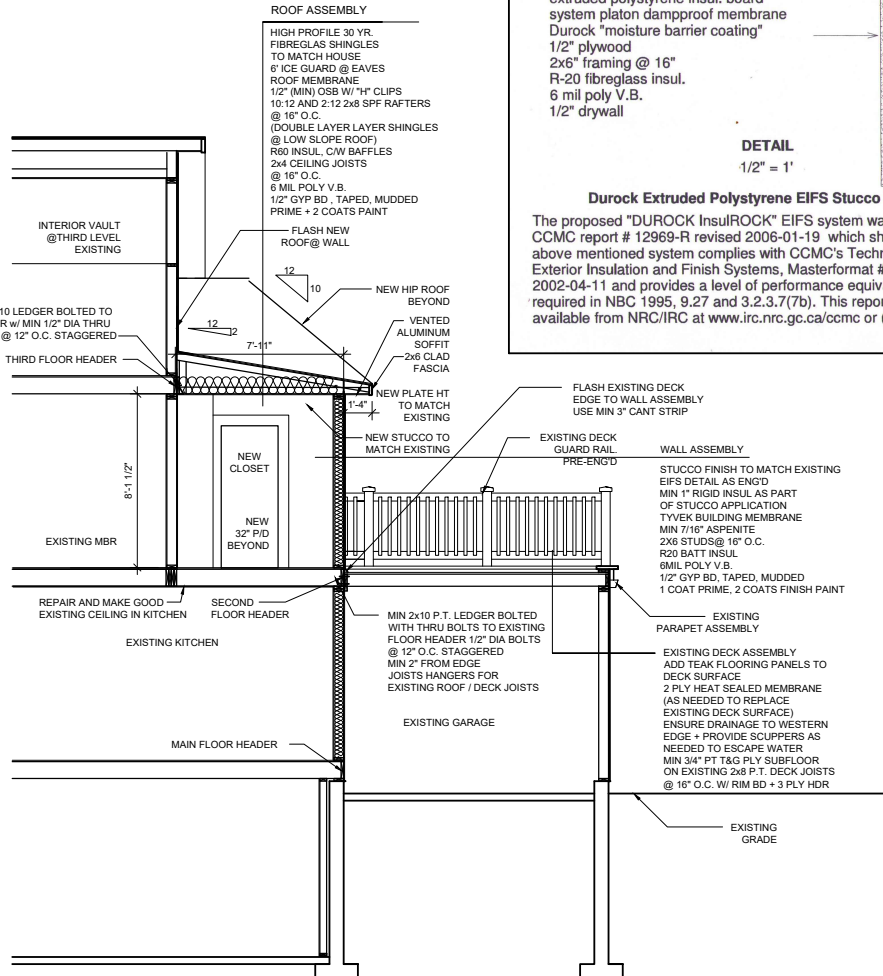 ROOF ASSEMBLY
HIGH PROFILE 30 YR.
FIBREGLAS SHINGLES
TO MATCH HOUSE
6' ICE GUARD @ EAVES
ROOF MEMBRANE
1/2" (MIN) OSB W/ "H" CLIPS
10:12 AND 2:12 2x8 SPF RAFTERS
@ 16" O.C.
(DOUBLE LAYER LAYER SHINGLES
@ LOW SLOPE ROOF)
R60 INSUL, C/W BAFFLES
2x4 CEILING JOISTS
@ 16" O.C.
6 MIL POLY V.B.
1/2" GYP BD , TAPED, MUDDED
PRIME + 2 COATS PAINT
system platon dampproof membrane
Durock "moisture barrier coating"
1/2" plywood
2x6" framing @ 16"
R-20 fibreglass insul.
6 mil poly V.B.
1/2" drywall
DETAIL
1/2" = 1'
Durock Extruded Polystyrene EIFS Stucco
The proposed "DUROCK InsulROCK" EIFS system wa
CCMC report # 12969-R revised 2006-01-19 which sh
above mentioned system complies with CCMC's Techn
Exterior Insulation and Finish Systems, Masterformat #
2002-04-11 and provides a level of performance equiva
required in NBC 1995, 9.27 and 3.2.3.7(7b). This repor
available from NRC/IRC at www.irc.nrc.gc.ca/ccmc or
INTERIOR VAULT
@THIRD LEVEL
EXISTING
FLASH NEW
ROOF@ WALL
12
10
NEW HIP ROOF
BEYOND
10 LEDGER BOLTED TO
R w/ MIN 1/2" DIA THRU
@ 12" O.C. STAGGERED
12
2
7'-11"
VENTED
ALUMINUM
SOFFIT
2x6 CLAD
FASCIA
THIRD FLOOR HEADER
NEW PLATE HT
TO MATCH
EXISTING
1'-4"
NEW STUCCO TO
MATCH EXISTING
FLASH EXISTING DECK
EDGE TO WALL ASSEMBLY
USE MIN 3" CANT STRIP
EXISTING DECK
GUARD RAIL.
PRE-ENG'D
WALL ASSEMBLY
STUCCO FINISH TO MATCH EXISTING
EIFS DETAIL AS ENG'D
MIN 1" RIGID INSUL AS PART
OF STUCCO APPLICATION
TYVEK BUILDING MEMBRANE
MIN 7/16" ASPENITE
2X6 STUDS@ 16" O.C.
R20 BATT INSUL
6MIL POLY V.B.
1/2" GYP BD, TAPED, MUDDED
1 COAT PRIME, 2 COATS FINISH PAINT
8'-1 1/2"
NEW
CLOSET
NEW
32" P/D
BEYOND
EXISTING MBR
REPAIR AND MAKE GOOD
EXISTING CEILING IN KITCHEN
SECOND
FLOOR HEADER
EXISTING KITCHEN
MIN 2x10 P.T. LEDGER BOLTED
WITH THRU BOLTS TO EXISTING
FLOOR HEADER 1/2" DIA BOLTS
@ 12" O.C. STAGGERED
MIN 2" FROM EDGE
JOISTS HANGERS FOR
EXISTING ROOF / DECK JOISTS
EXISTING
PARAPET ASSEMBLY
EXISTING DECK ASSEMBLY
ADD TEAK FLOORING PANELS TO
DECK SURFACE
2 PLY HEAT SEALED MEMBRANE
(AS NEEDED TO REPLACE
EXISTING DECK SURFACE)
ENSURE DRAINAGE TO WESTERN
EDGE + PROVIDE SCUPPERS AS
NEEDED TO ESCAPE WATER
MIN 3/4" PT T&G PLY SUBFLOOR
ON EXISTING 2x8 P.T. DECK JOISTS
@ 16" O.C. W/ RIM BD + 3 PLY HDR
EXISTING GARAGE
MAIN FLOOR HEADER
EXISTING
GRADE